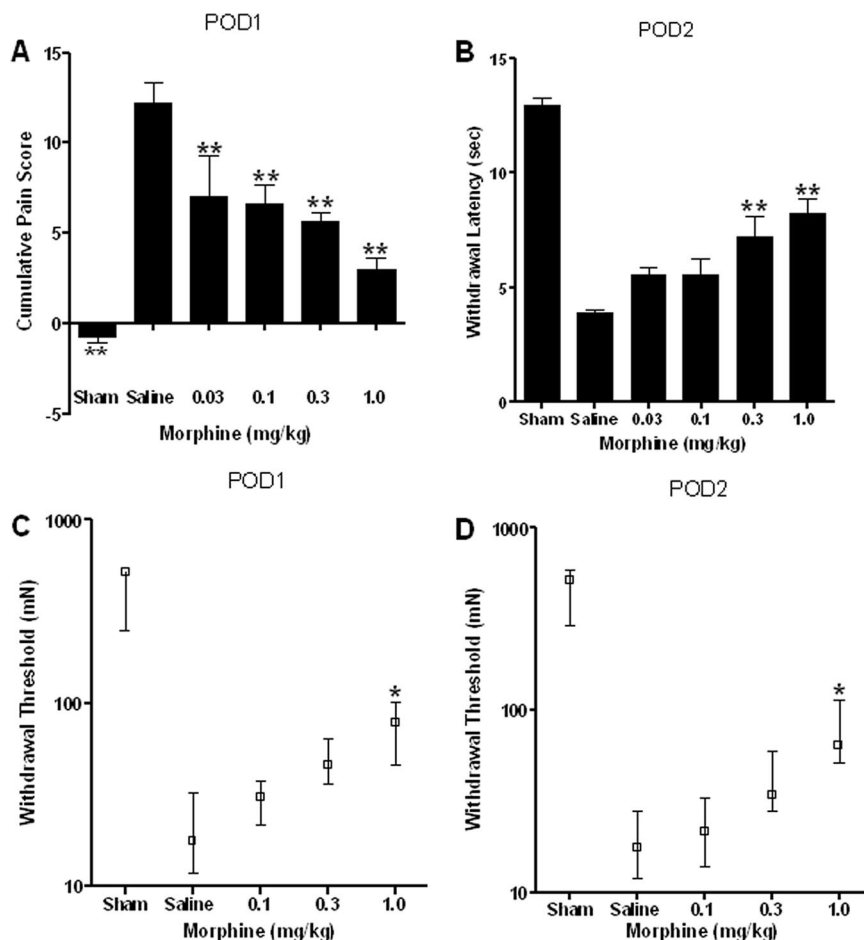 POD1
A
Cumulative Pain Score
15
10
5
0
-5
**
**
**
**
**
Sham Saline 0.03 0.1 0.3 1.0
Morphine (mg/kg)
POD2
B
Withdrawal Latency (sec)
15
10
5
0
**
**
Sham Saline 0.03 0.1 0.3 1.0
Morphine (mg/kg)
POD1
C
Withdrawal Threshold (mN)
1000
100
10
*
Sham Saline 0.1 0.3 1.0
Morphine (mg/kg)
POD2
D
Withdrawal Threshold (mN)
1000
100
10
*
Sham Saline 0.1 0.3 1.0
Morphine (mg/kg)